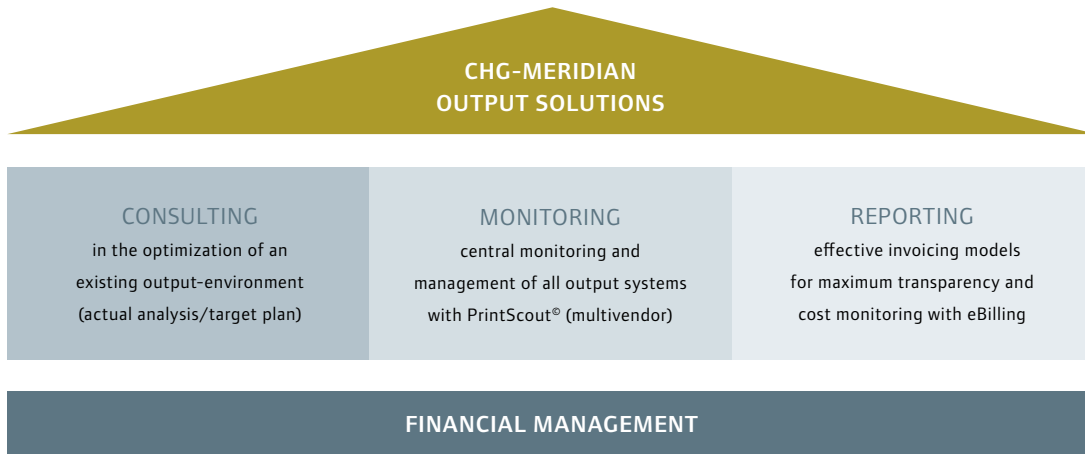 CHG-MERIDIAN
OUTPUT SOLUTIONS
CONSULTING
in the optimization of an
existing output-environment
(actual analysis/target plan)
MONITORING
central monitoring and
management of all output systems
with PrintScout© (multivendor)
REPORTING
effective invoicing models
for maximum transparency and
cost monitoring with eBilling
FINANCIAL MANAGEMENT